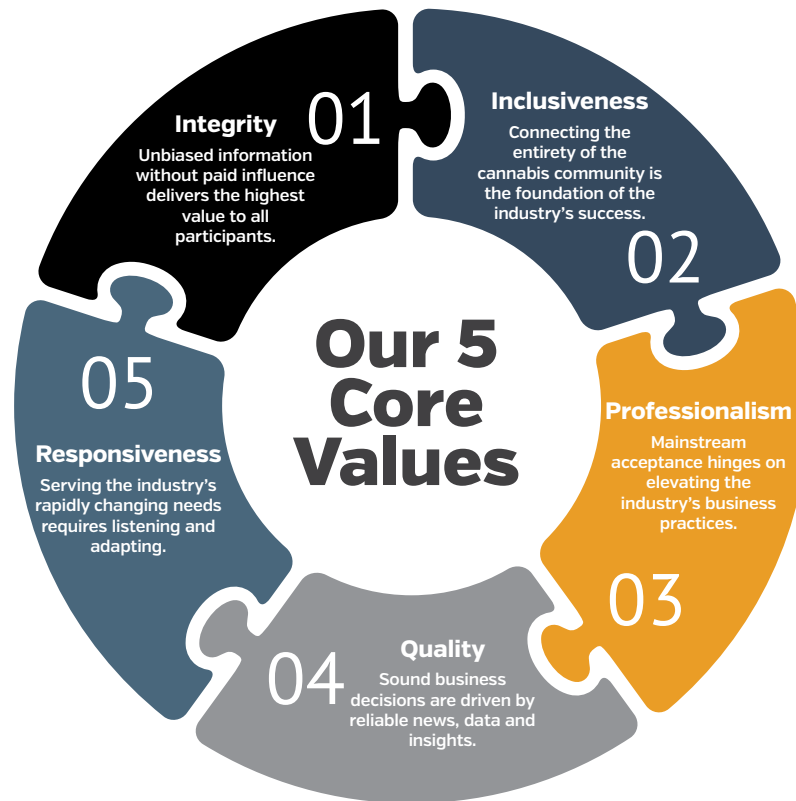 Our 5
Core
Values
01
Integrity
Unbiased information
without paid influence
delivers the highest
value to all
participants.
Inclusiveness
Connecting the
entirety of the
cannabis community is
the foundation of the
industry’s success.
02
Professionalism
Mainstream
acceptance hinges on
elevating the
industry’s business
practices.
03
Quality
04
Sound business
decisions are driven by
reliable news, data and
insights.
05
Responsiveness
Serving the industry’s
rapidly changing needs
requires listening and
adapting.